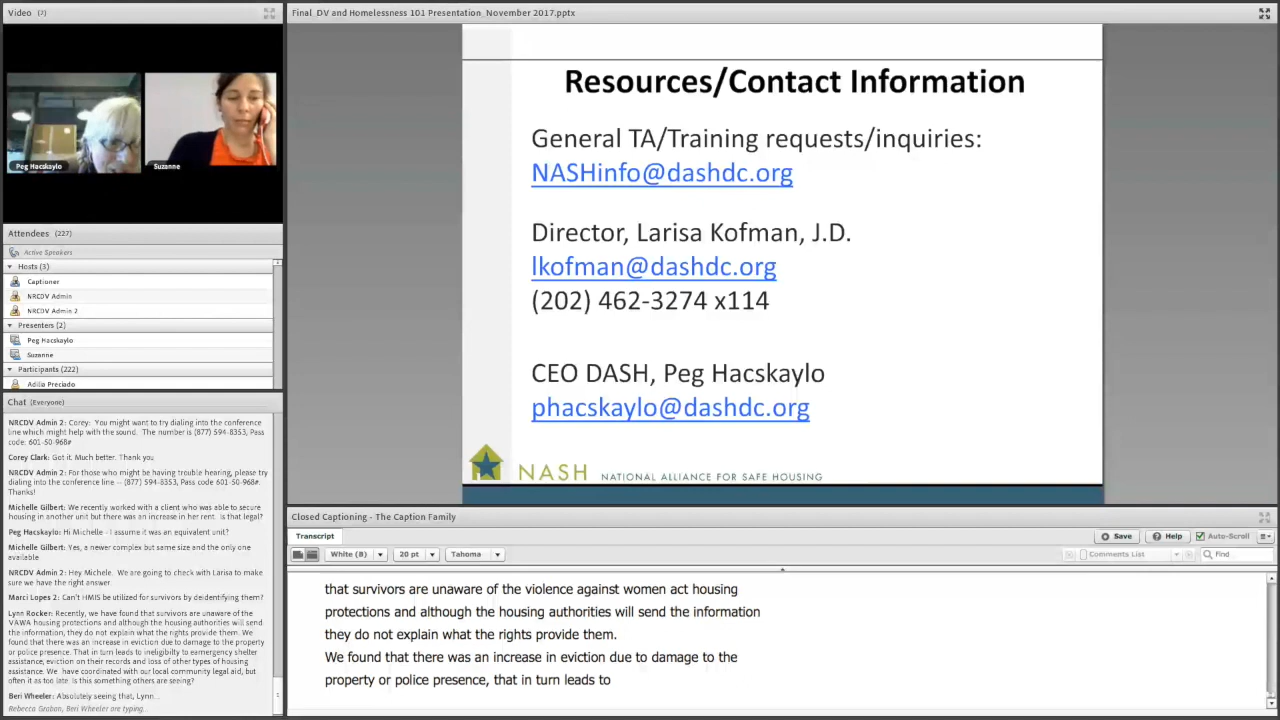 Video (2)
Peg Hacskaylo
Suzanne
Attendees (227)
Active Speakers
Hosts (3)
Captioner
NRCDV Admin
NRCDV Admin 2
Presenters (2)
Peg Hacskaylo
Suzanne
Participants (222)
Adilia Preciado
Chat (Everyone)
NRCDV Admin 2: Corey: You might want to try dialing into the conference
line which might help with the sound. The number is (877) 594-8353, Pass
code: 601-50-968#
Corey Clark: Got it. Much better. Thank you
NRCDV Admin 2: For those who might be having trouble hearing, please try
dialing into the conference line -- (877) 594-8353, Pass code 601-50-968#.
Thanks!
Michelle Gilbert: We recently worked with a client who was able to secure
housing in another unit but there was an increase in her rent. Is that legal?
Peg Hacskaylo: Hi Michelle - I assume it was an equivalent unit?
Michelle Gilbert: Yes, a newer complex but same size and the only one
available
NRCDV Admin 2: Hey Michele. We are going to check with Larisa to make
sure we have the right answer.
Marci Lopes 2: Can't HMIS be utilized for survivors by deidentifying them?
Lynn Rocker: Recently, we have found that survivors are unaware of the
VAWA housing protections and although the housing authorities will send
the information, they do not explain what the rights provide them. We
found that there was an increase in eviction due to damage to the property
or police presence. That in turn leads to ineligibilty to eamergency shelter
assistance, eviction on their records and loss of other types of housing
assistance. We have coordinated with our local community legal aid, but
often it as too late. Is this something others are seeing?
Beri Wheeler: Absolutely seeing that, Lynn...
Rebecca Graban, Beri Wheeler are typing...
Final_DV and Homelessness 101 Presentation_November 2017.pptx
Resources/Contact Information
General TA/Training requests/inquiries:
NASHinfo@dashdc.org
Director, Larisa Kofman, J.D.
lkofman@dashdc.org
(202) 462-3274 x114
CEO DASH, Peg Hacskaylo
phacskaylo@dashdc.org
NASH NATIONAL ALLIANCE FOR SAFE HOUSING
Closed Captioning - The Caption Family
Transcript
Save
Help
Auto-Scroll
White (B)
20 pt
Tahoma
Comments List
Find
that survivors are unaware of the violence against women act housing
protections and although the housing authorities will send the information
they do not explain what the rights provide them.
We found that there was an increase in eviction due to damage to the
property or police presence, that in turn leads to